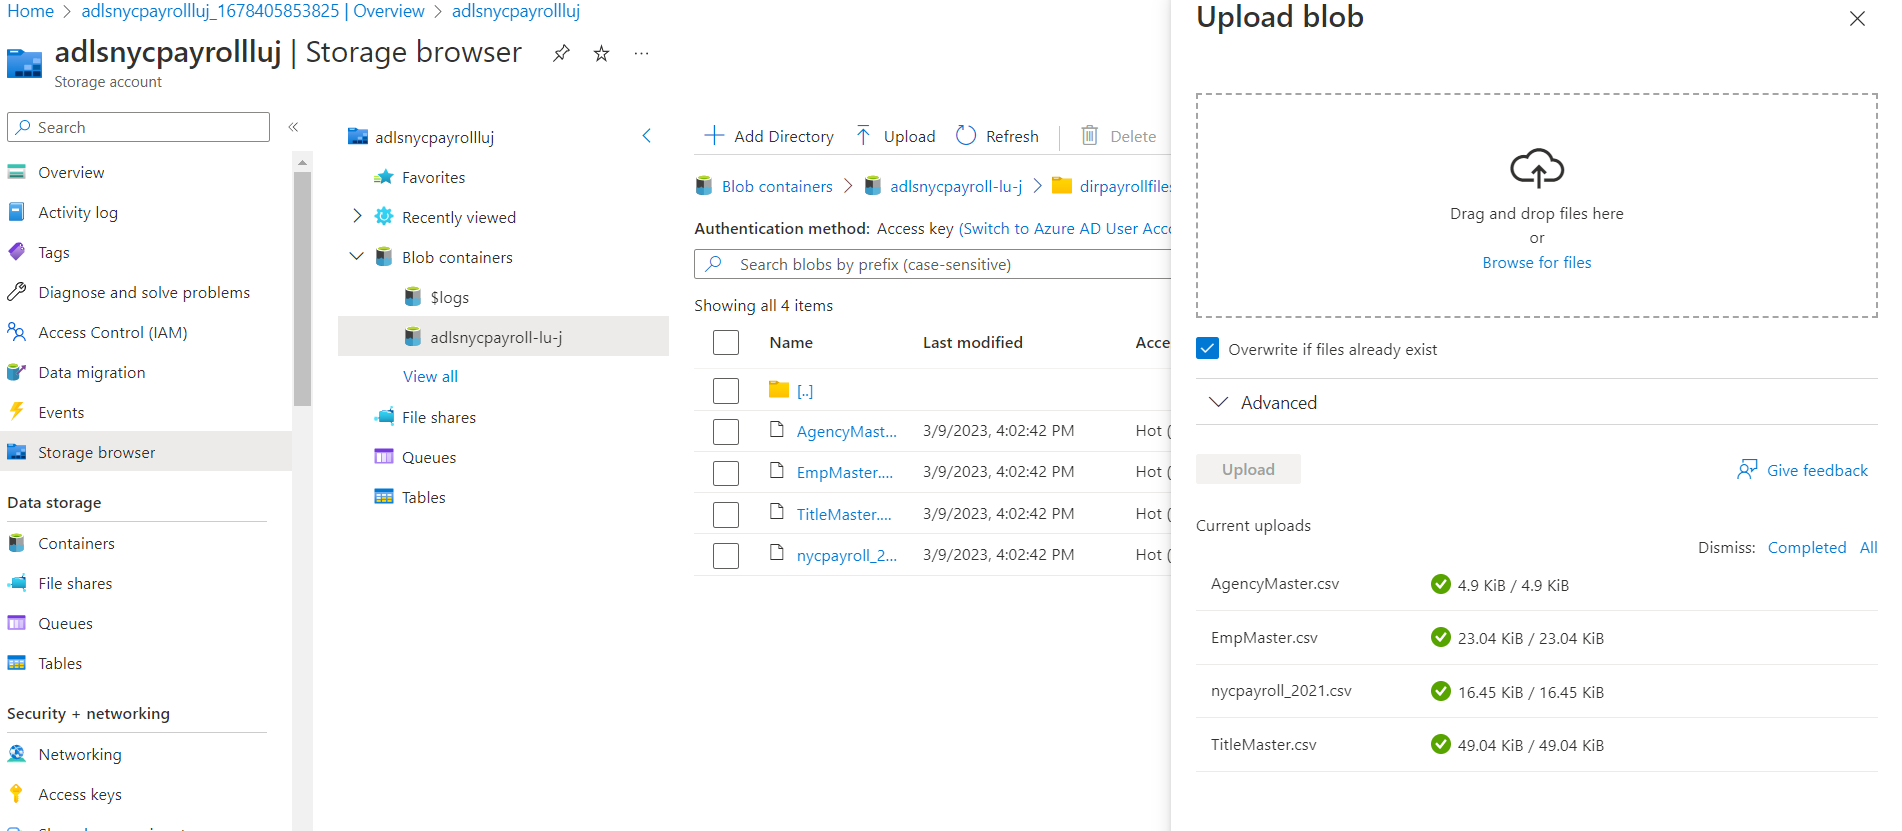 Home > adlsnycpayrollluj_1678405853825 | Overview > adlsnycpayrollluj
adlsnycpayrollluj | Storage browser
Storage account
Search
Overview
Activity log
Tags
Diagnose and solve problems
Access Control (IAM)
Data migration
Events
Storage browser
Data storage
Containers
File shares
Queues
Tables
Security + networking
Networking
Access keys
adlsnycpayrollluj
Favorites
Recently viewed
Blob containers
$logs
adlsnycpayroll-lu-j
View all
File shares
Queues
Tables
Add Directory Upload Refresh Delete
Blob containers > adlsnycpayroll-lu-j > dirpayrollfiles
Authentication method: Access key (Switch to Azure AD User Acco
Search blobs by prefix (case-sensitive)
Showing all 4 items
Name Last modified Acce
[..]
AgencyMast... 3/9/2023, 4:02:42 PM Hot (
EmpMaster.... 3/9/2023, 4:02:42 PM Hot (
TitleMaster.... 3/9/2023, 4:02:42 PM Hot (
nycpayroll_2... 3/9/2023, 4:02:42 PM Hot (
Upload blob
Drag and drop files here
or
Browse for files
Overwrite if files already exist
Advanced
Upload
Give feedback
Current uploads
Dismiss: Completed All
AgencyMaster.csv 4.9 KiB / 4.9 KiB
EmpMaster.csv 23.04 KiB / 23.04 KiB
nycpayroll_2021.csv 16.45 KiB / 16.45 KiB
TitleMaster.csv 49.04 KiB / 49.04 KiB